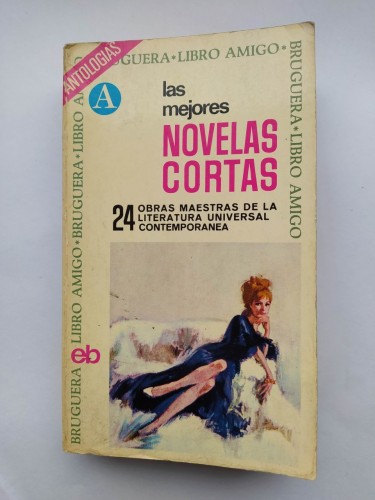 ANTOLOGIAS
BRUGUERA • LIBRO AMIGO •
BRUGUERA • LIBRO AMIGO
BRUGUERA • LIBRO AMIGO • BRUGUERA • LIBRO
A
las
mejores
NOVELAS
CORTAS
24 OBRAS MAESTRAS DE LA
LITERATURA UNIVERSAL
CONTEMPORANEA
eb